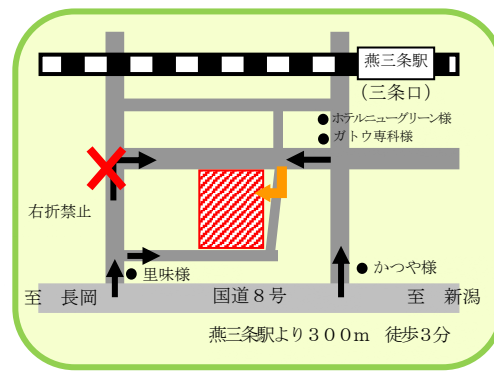 燕三条駅
（三条口）
●ホテルニューグリーン様
●ガトウ専科様
右折禁止
●里味様
●かつや様
至　長岡
国道８号
至　新潟
燕三条駅より３００ｍ　徒歩３分